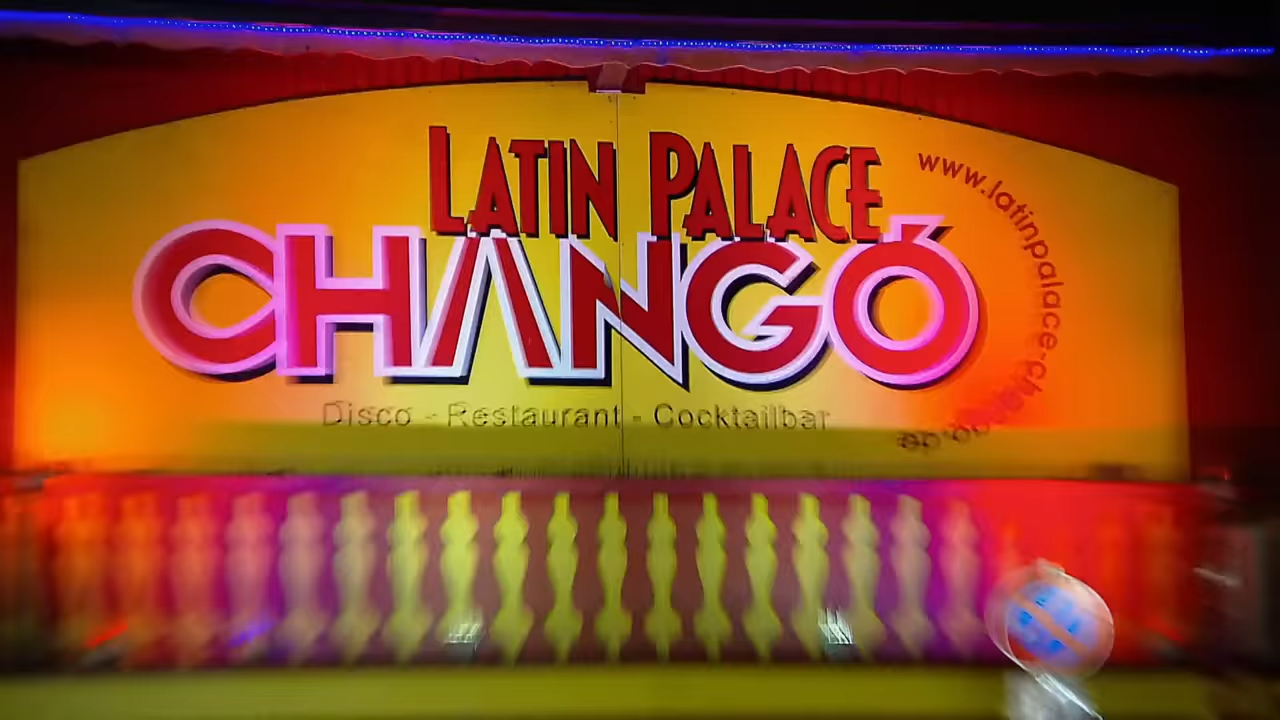 LATIN PALACE
CHANGÓ
www.latinpalace-chango.de
Disco - Restaurant - Cocktailbar